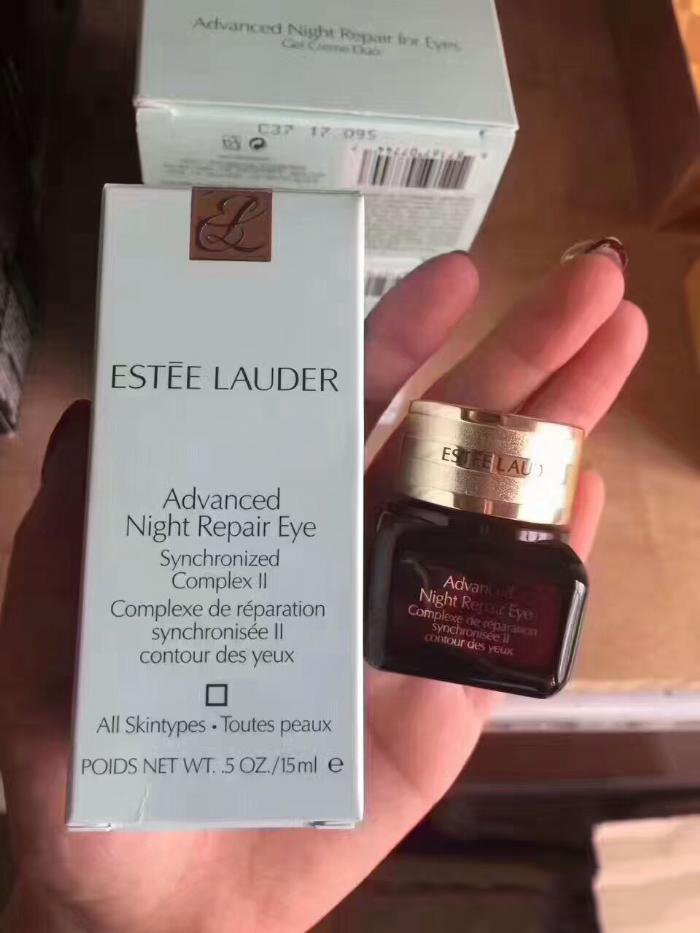 Advanced Night Repair for Eyes
Gel Creme Duo
C37 17 095
ESTĒE LAUDER
Advanced
Night Repair Eye
Synchronized
Complex II
Complexe de réparation
synchronisée II
contour des yeux
All Skintypes • Toutes peaux
POIDS NET WT. .5 OZ./15ml e
ESTĒE LAUD
Advanced
Night Repair Eye
Complexe de réparation
synchronisée II
contour des yeux